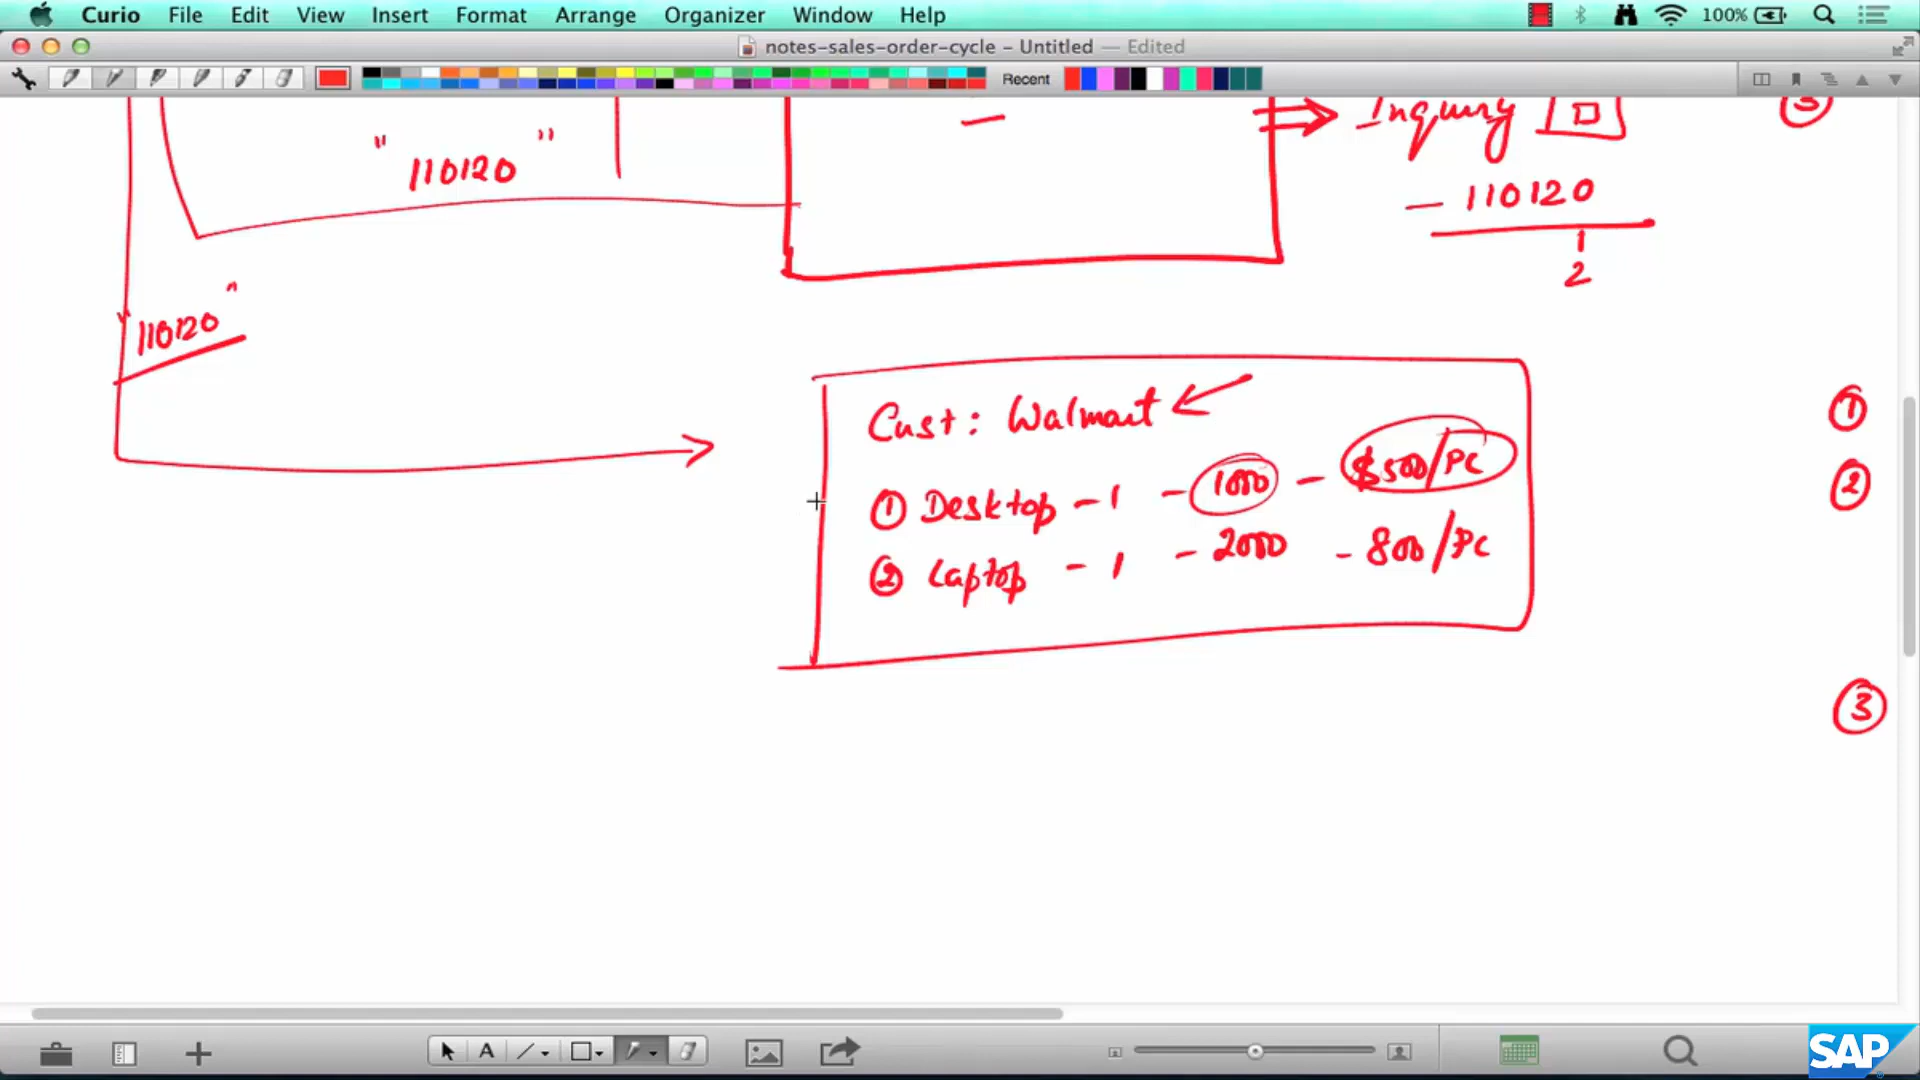 Curio File Edit View Insert Format Arrange Organizer Window Help 100%
notes-sales-order-cycle – Untitled — Edited
Recent
Inquiry
3
" 110120 "
– 110120
1
2
" 110120 "
Cust: Walmart
① Desktop – 1 – 1000 – $500/PC
② Laptop – 1 – 2000 – 800/PC
①
②
③
A
SAP